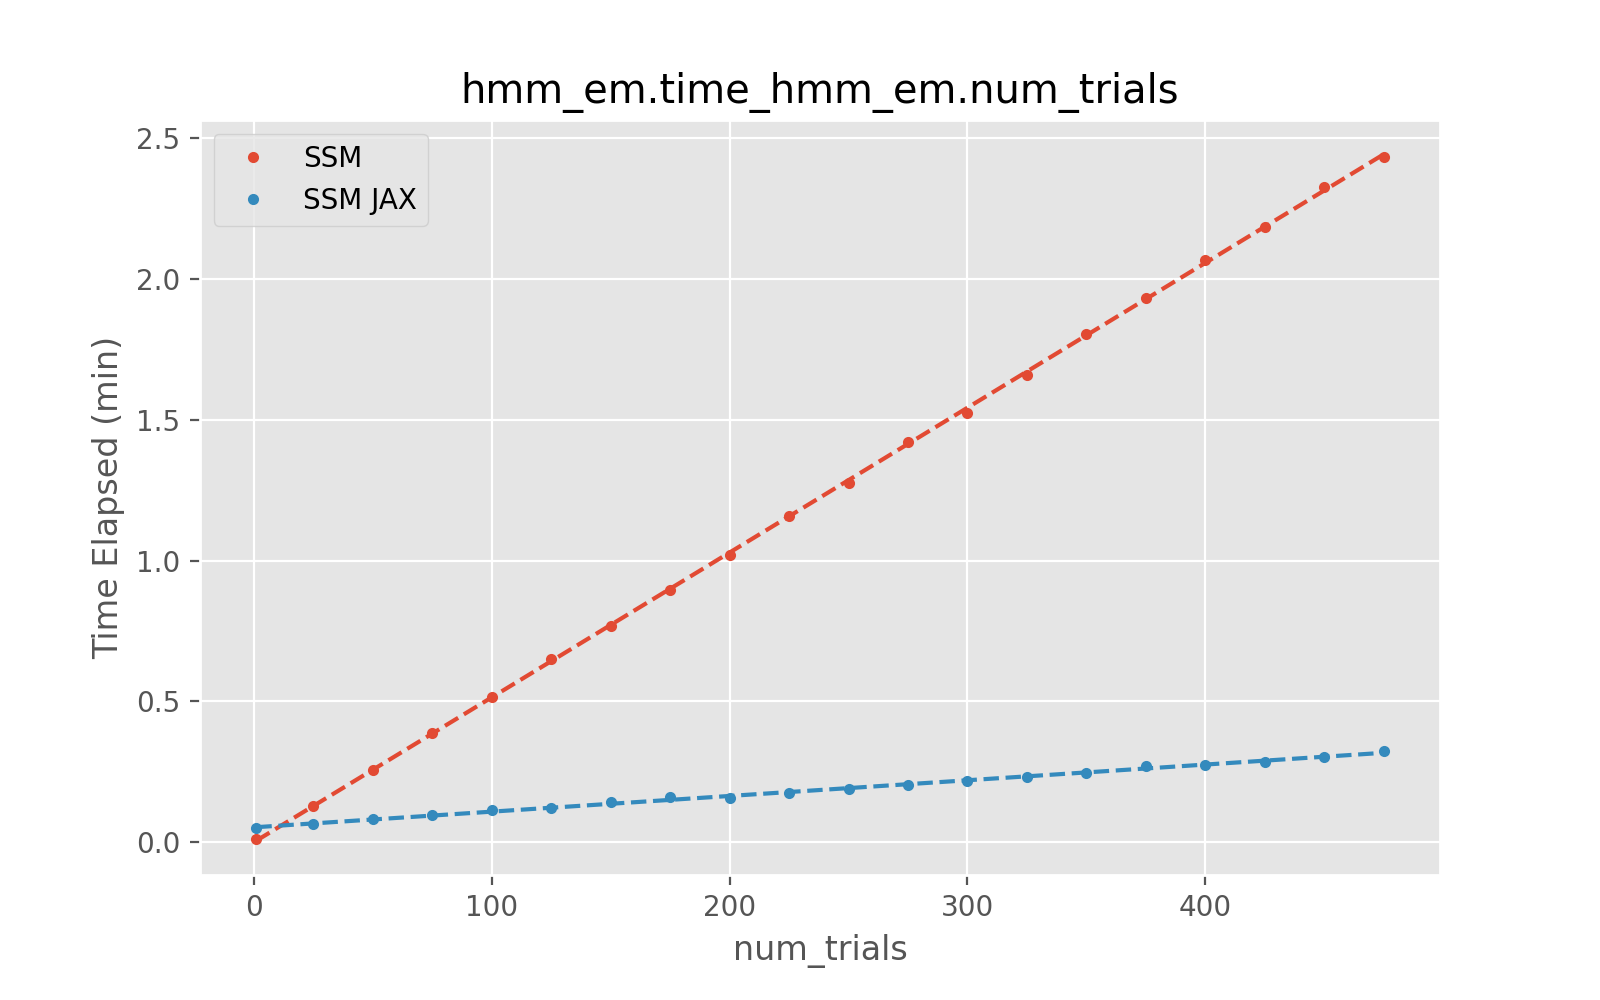 hmm_em.time_hmm_em.num_trials
SSM
SSM JAX
2.5
2.0
1.5
1.0
0.5
0.0
Time Elapsed (min)
0 100 200 300 400
num_trials